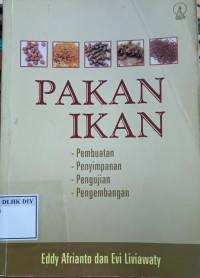 PAKAN
IKAN
- Pembuatan
- Penyimpanan
- Pengujian
- Pengembangan
DLHK DIY
Eddy Afrianto dan Evi Liviawaty